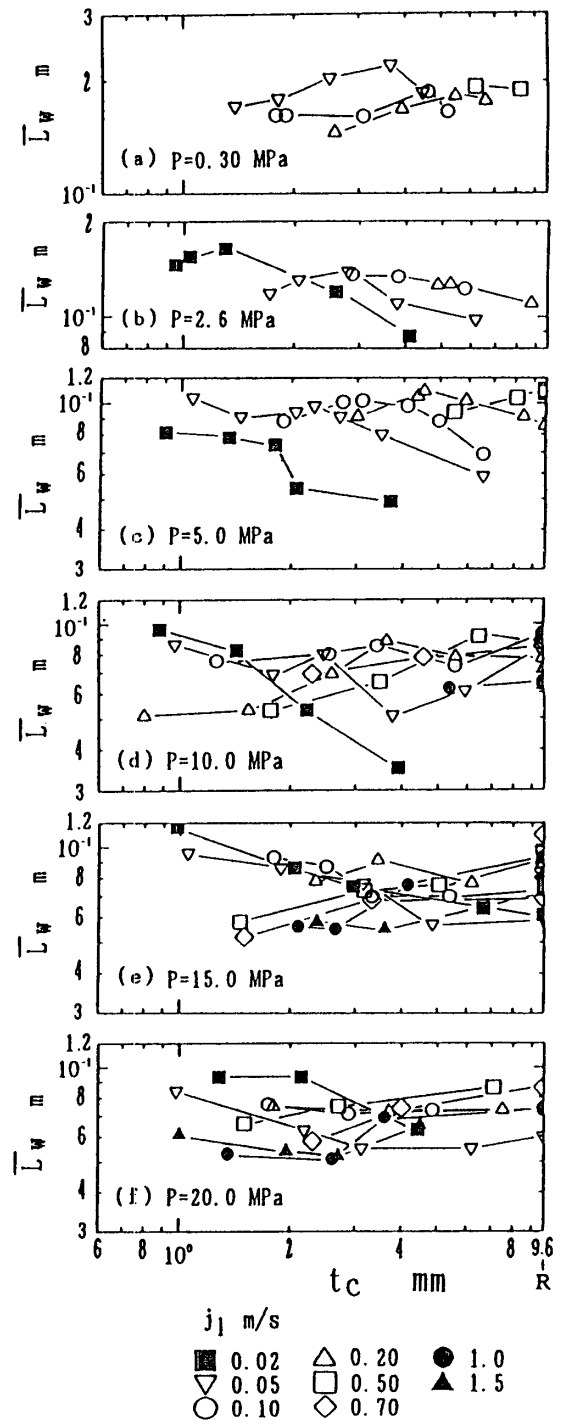 3
2
10⁻¹
L̅w m
(a) P=0.30 MPa
2
10⁻¹
8
L̅w m
(b) P=2.6 MPa
1.2
10⁻¹
8
6
4
3
L̅w m
(c) P=5.0 MPa
1.2
10⁻¹
8
6
4
3
L̅w m
(d) P=10.0 MPa
1.2
10⁻¹
8
6
4
3
L̅w m
(e) P=15.0 MPa
1.2
10⁻¹
8
6
4
3
L̅w m
(f) P=20.0 MPa
6 8 10⁰ 2 4 8 9.6
tc mm R
jl m/s
0.02 0.20 1.0
0.05 0.50 1.5
0.10 0.70